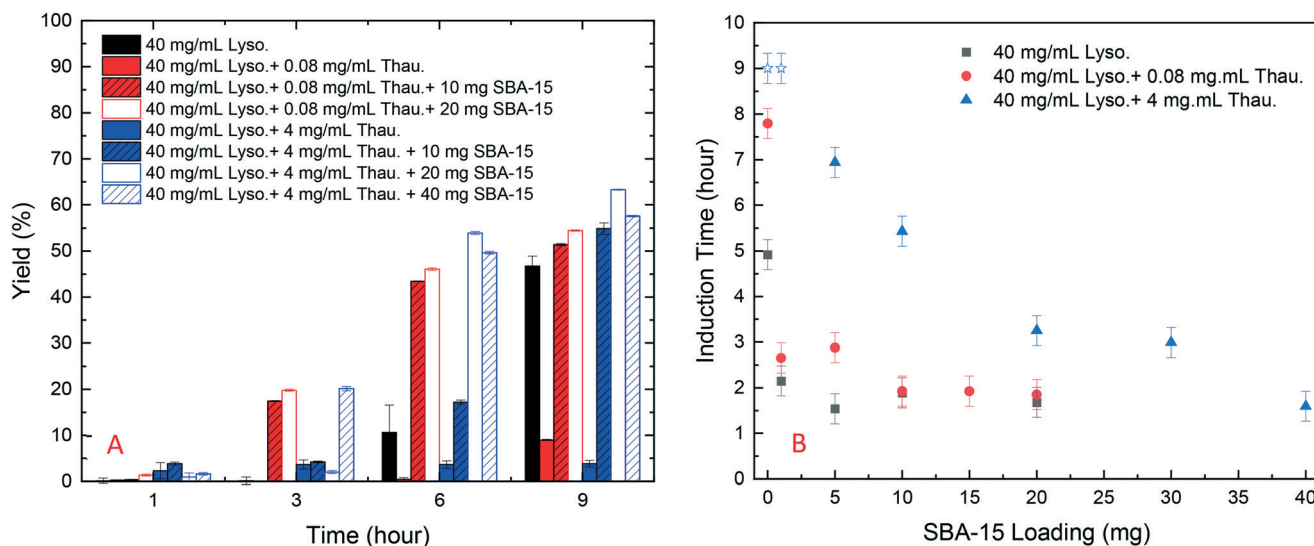 100
90
80
70
60
50
40
30
20
10
0
Yield (%)
40 mg/mL Lyso.
40 mg/mL Lyso.+ 0.08 mg/mL Thau.
40 mg/mL Lyso.+ 0.08 mg/mL Thau.+ 10 mg SBA-15
40 mg/mL Lyso.+ 0.08 mg/mL Thau.+ 20 mg SBA-15
40 mg/mL Lyso.+ 4 mg/mL Thau.
40 mg/mL Lyso.+ 4 mg/mL Thau. + 10 mg SBA-15
40 mg/mL Lyso.+ 4 mg/mL Thau. + 20 mg SBA-15
40 mg/mL Lyso.+ 4 mg/mL Thau. + 40 mg SBA-15
A
1 3 6 9
Time (hour)
10
9
8
7
6
5
4
3
2
1
0
Induction Time (hour)
40 mg/mL Lyso.
40 mg/mL Lyso.+ 0.08 mg.mL Thau.
40 mg/mL Lyso.+ 4 mg.mL Thau.
B
0 5 10 15 20 25 30 35 40
SBA-15 Loading (mg)